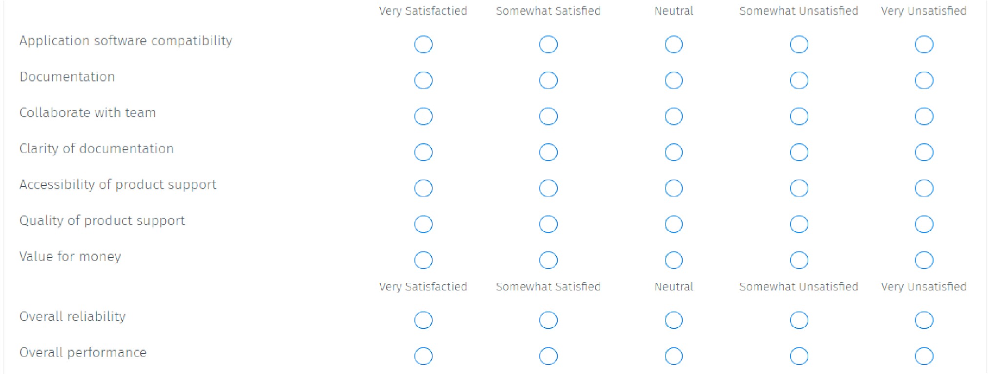 Very Satisfactied Somewhat Satisfied Neutral Somewhat Unsatisfied Very Unsatisfied
Application software compatibility
Documentation
Collaborate with team
Clarity of documentation
Accessibility of product support
Quality of product support
Value for money
Very Satisfactied Somewhat Satisfied Neutral Somewhat Unsatisfied Very Unsatisfied
Overall reliability
Overall performance